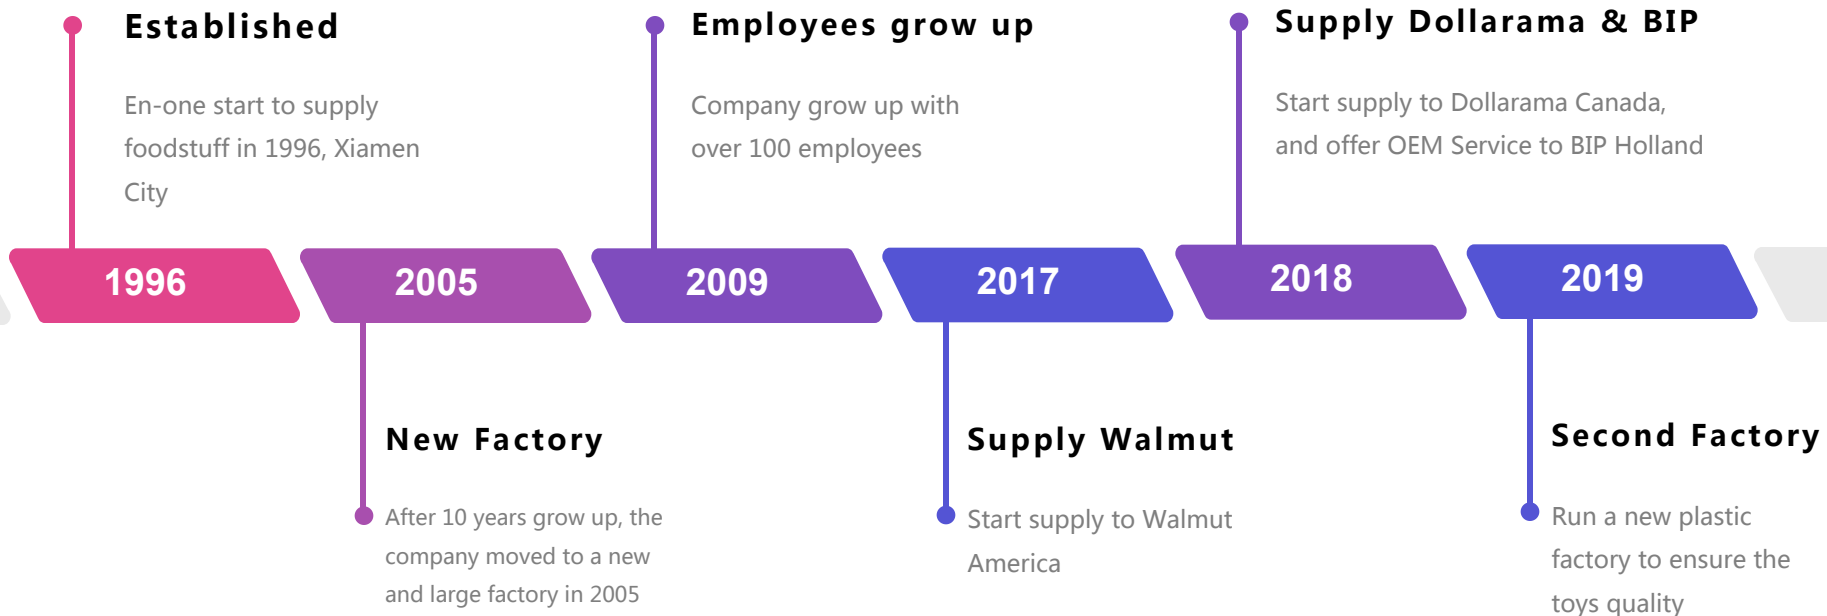 Established
En-one start to supply
foodstuff in 1996, Xiamen
City
Employees grow up
Company grow up with
over 100 employees
Supply Dollarama & BIP
Start supply to Dollarama Canada,
and offer OEM Service to BIP Holland
1996
2005
2009
2017
2018
2019
New Factory
After 10 years grow up, the
company moved to a new
and large factory in 2005
Supply Walmut
Start supply to Walmut
America
Second Factory
Run a new plastic
factory to ensure the
toys quality